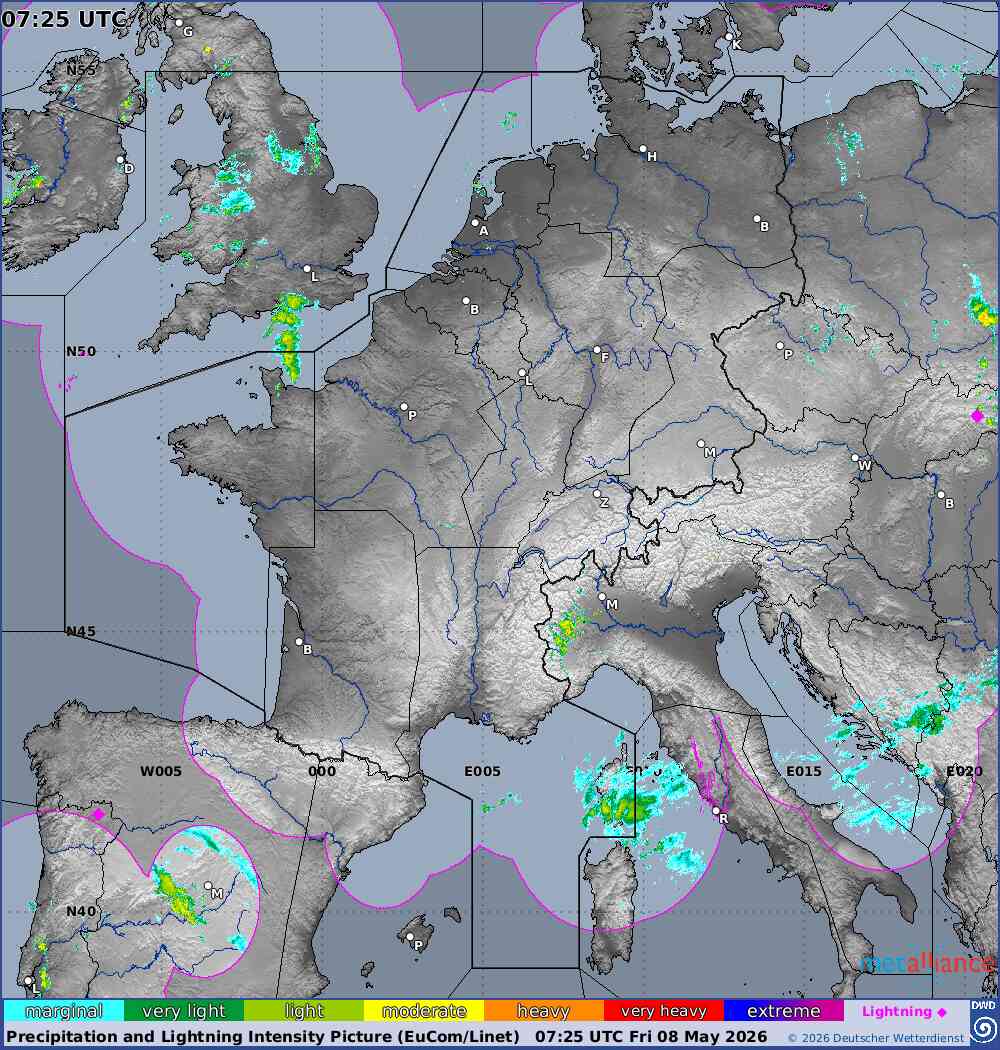 07:25 UTC
G
K
N55
D
H
A
B
L
B
N50
F
P
L
P
M
W
Z
B
M
N45
B
W005
000
E005
E015
E020
R
M
N40
P
L
metalliance
marginal very light light moderate heavy very heavy extreme Lightning ◆
DWD
Precipitation and Lightning Intensity Picture (EuCom/Linet) 07:25 UTC Fri 08 May 2026 © 2026 Deutscher Wetterdienst